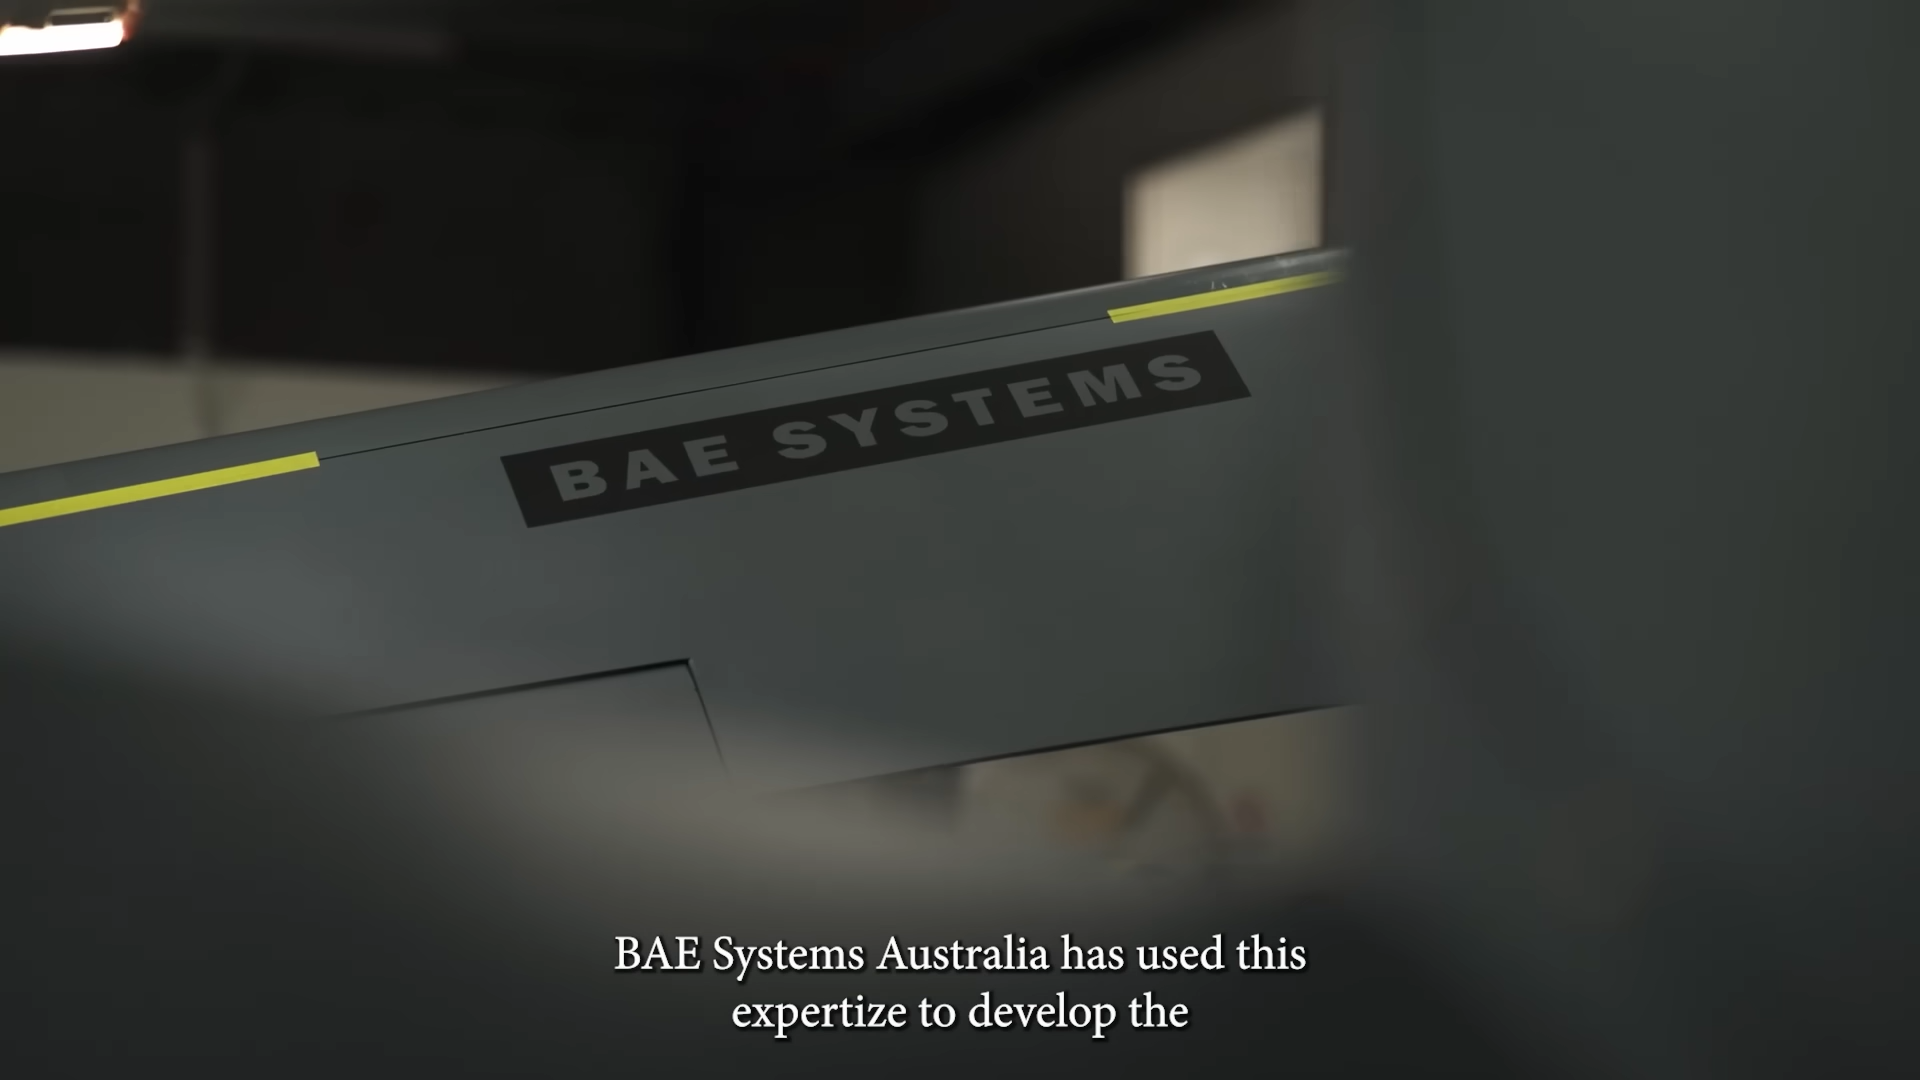 BAE SYSTEMS
BAE Systems Australia has used this
expertize to develop the